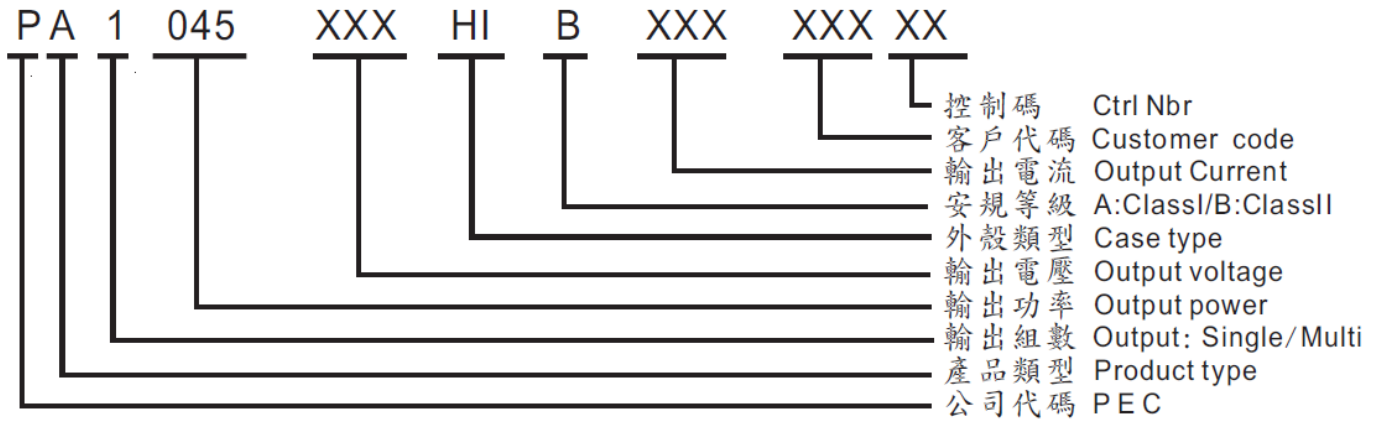 P A 1 045 XXX HI B XXX XXX XX
控制碼 Ctrl Nbr
客戶代碼 Customer code
輸出電流 Output Current
安規等級 A:ClassI/B:ClassII
外殼類型 Case type
輸出電壓 Output voltage
輸出功率 Output power
輸出組數 Output: Single/Multi
產品類型 Product type
公司代碼 PEC